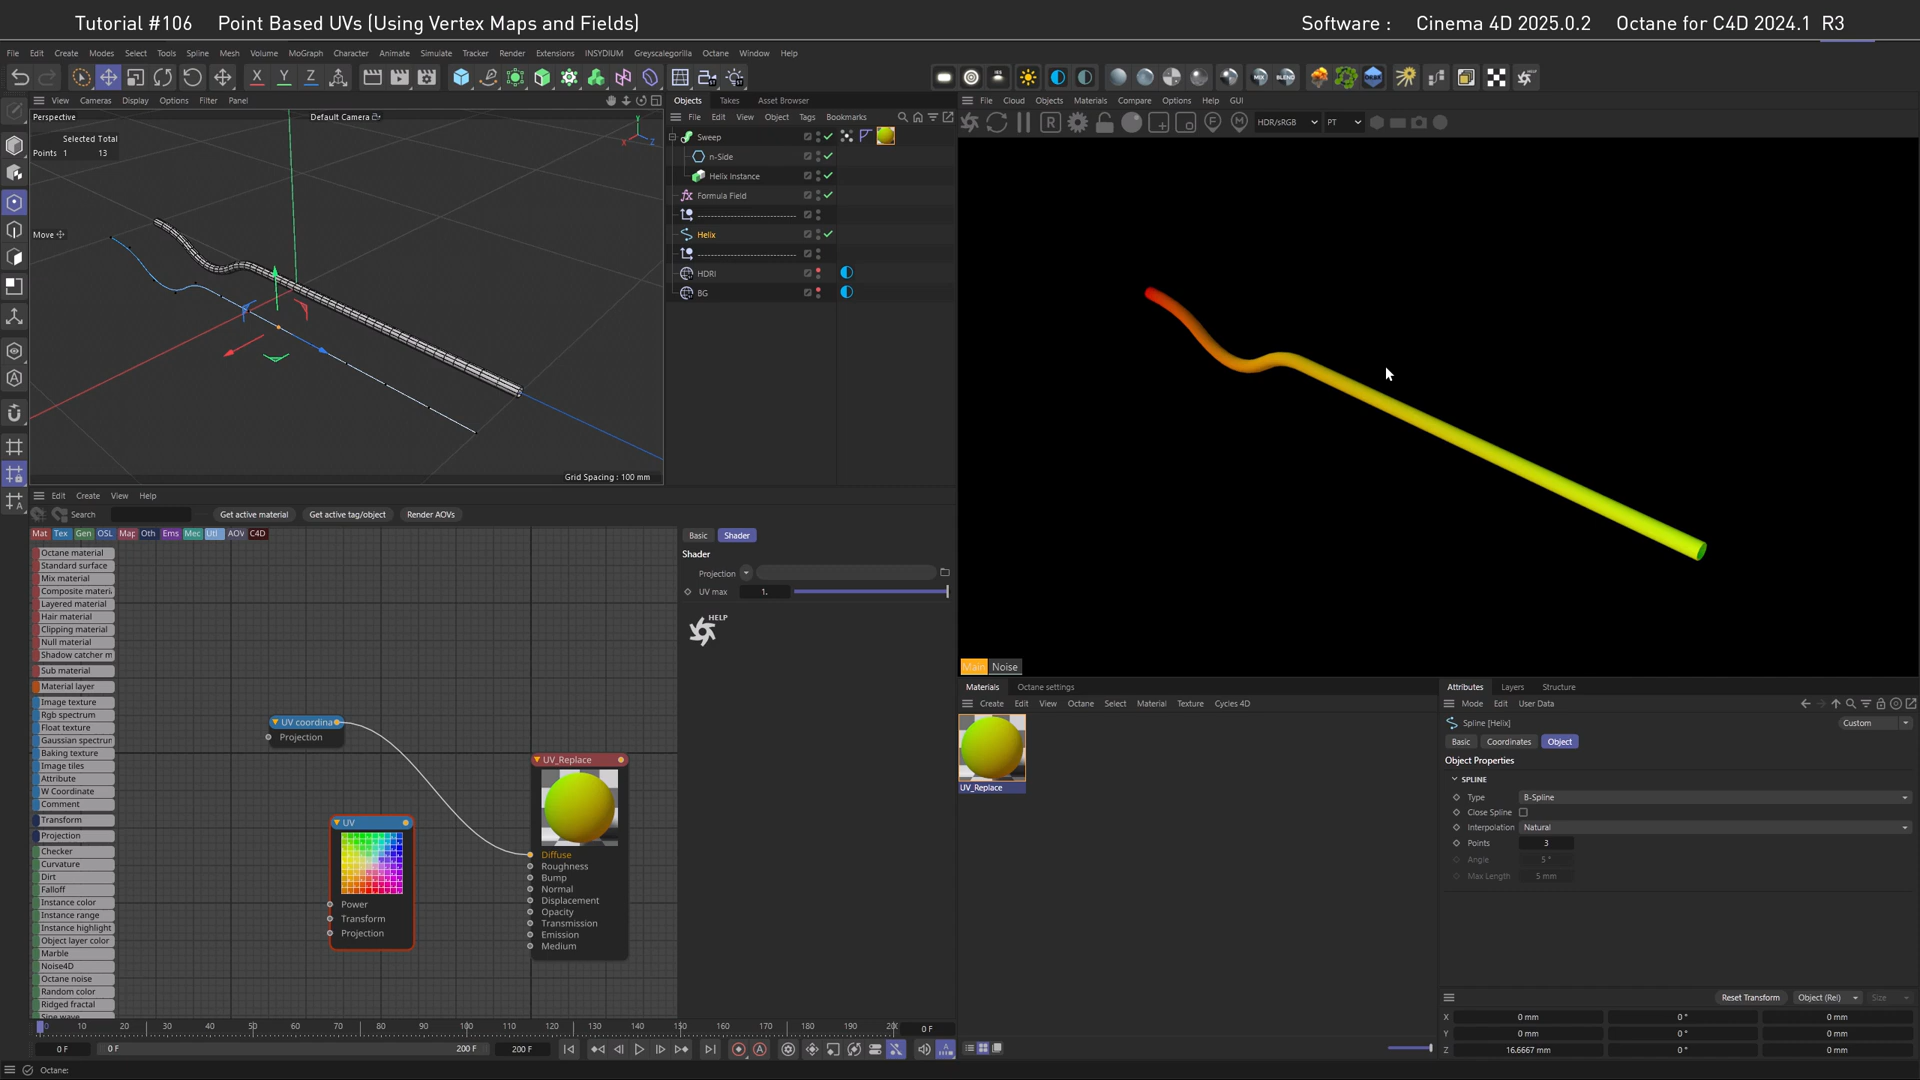 Tutorial #106 Point Based UVs (Using Vertex Maps and Fields) Software : Cinema 4D 2025.0.2 Octane for C4D 2024.1 R3
File Edit Create Modes Select Tools Spline Mesh Volume MoGraph Character Animate Simulate Tracker Render Extensions INSYDIUM Greyscalegorilla Octane Window Help
View Cameras Display Options Filter Panel
Perspective Default Camera
Selected Total
Points 1 13
Move
Grid Spacing : 100 mm
Objects Takes Asset Browser
File Edit View Object Tags Bookmarks
Sweep
n-Side
Helix Instance
Formula Field
------------------------------
Helix
------------------------------
HDRI
BG
File Cloud Objects Materials Compare Options Help GUI
HDR/sRGB PT
Main Noise
Edit Create View Help
Search Get active material Get active tag/object Render AOVs
Mat Tex Gen OSL Map Oth Ems Mec Utl AOV C4D
Octane material
Standard surface
Mix material
Composite materi
Layered material
Hair material
Clipping material
Null material
Shadow catcher m
Sub material
Material layer
Image texture
Rgb spectrum
Float texture
Gaussian spectrun
Baking texture
Image tiles
Attribute
W Coordinate
Comment
Transform
Projection
Checker
Curvature
Dirt
Falloff
Instance color
Instance range
Instance highlight
Object layer color
Marble
Noise4D
Octane noise
Random color
Ridged fractal
Sine wave
UV coordina
Projection
UV
Power
Transform
Projection
UV_Replace
Diffuse
Roughness
Bump
Normal
Displacement
Opacity
Transmission
Emission
Medium
Basic Shader
Shader
Projection
UV max 1.
HELP
0 10 20 30 40 50 60 70 80 90 100 110 120 130 140 150 160 170 180 190 20 0 F
0 F 0 F 200 F 200 F
Octane:
Materials Octane settings
Create Edit View Octane Select Material Texture Cycles 4D
UV_Replace
Attributes Layers Structure
Mode Edit User Data
Spline [Helix] Custom
Basic Coordinates Object
Object Properties
SPLINE
Type B-Spline
Close Spline
Interpolation Natural
Points 3
Angle 5 °
Max Length 5 mm
Reset Transform Object (Rel) Size
X 0 mm 0 ° 0 mm
Y 0 mm 0 ° 0 mm
Z 16.6667 mm 0 ° 0 mm